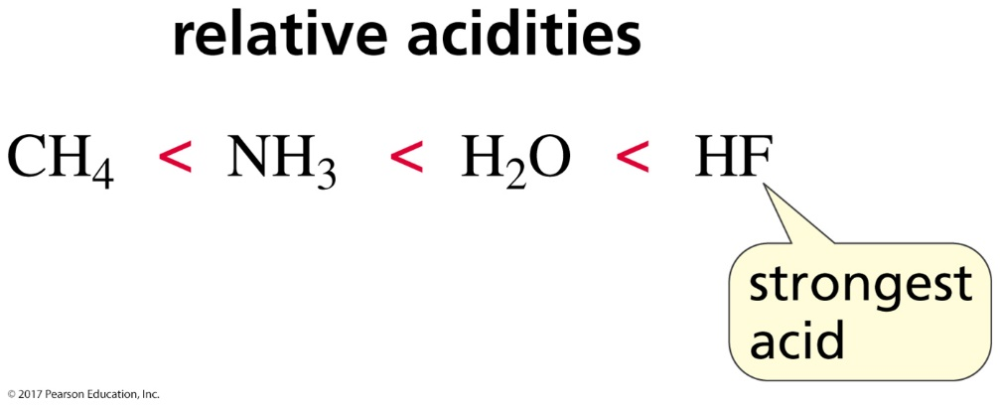 relative acidities
CH₄ < NH₃ < H₂O < HF
strongest
acid
© 2017 Pearson Education, Inc.